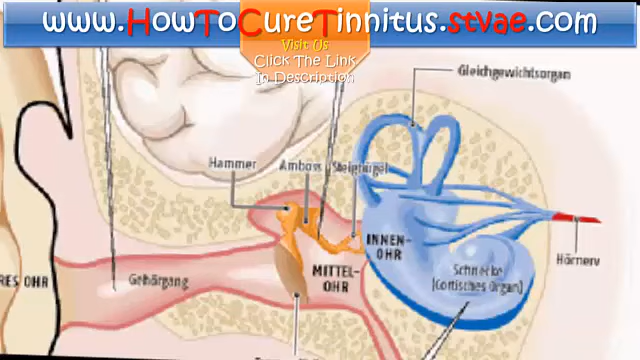 www.HowToCureTinnitus.stvae.com
Visit Us
Click The Link
In Description
Gleichgewichtsorgan
Hammer
Amboss
Steigbügel
INNEN-
OHR
Hörnerv
MITTEL-
OHR
Schnecke
(Cortisches Organ)
RES OHR
Gehörgang